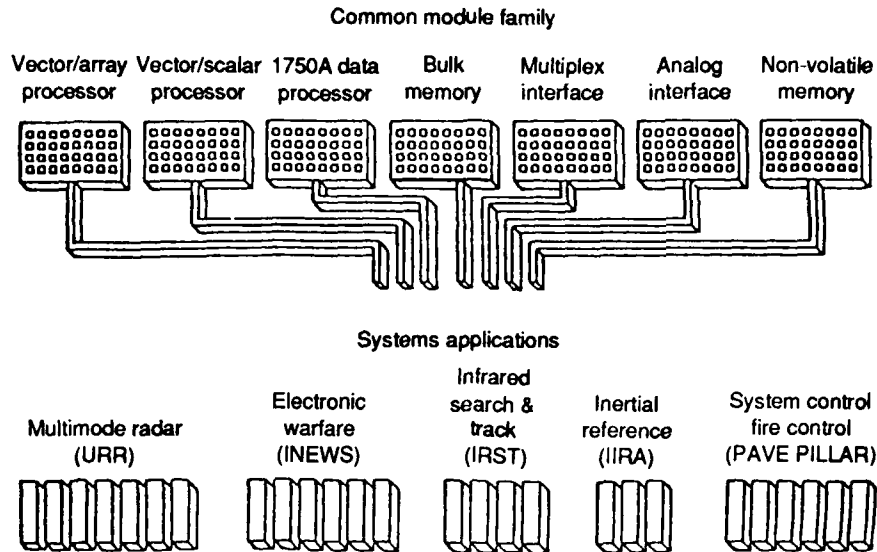 Common module family
Vector/array processor
Vector/scalar processor
1750A data processor
Bulk memory
Multiplex interface
Analog interface
Non-volatile memory
Systems applications
Multimode radar (URR)
Electronic warfare (INEWS)
Infrared search & track (IRST)
Inertial reference (IIRA)
System control fire control (PAVE PILLAR)